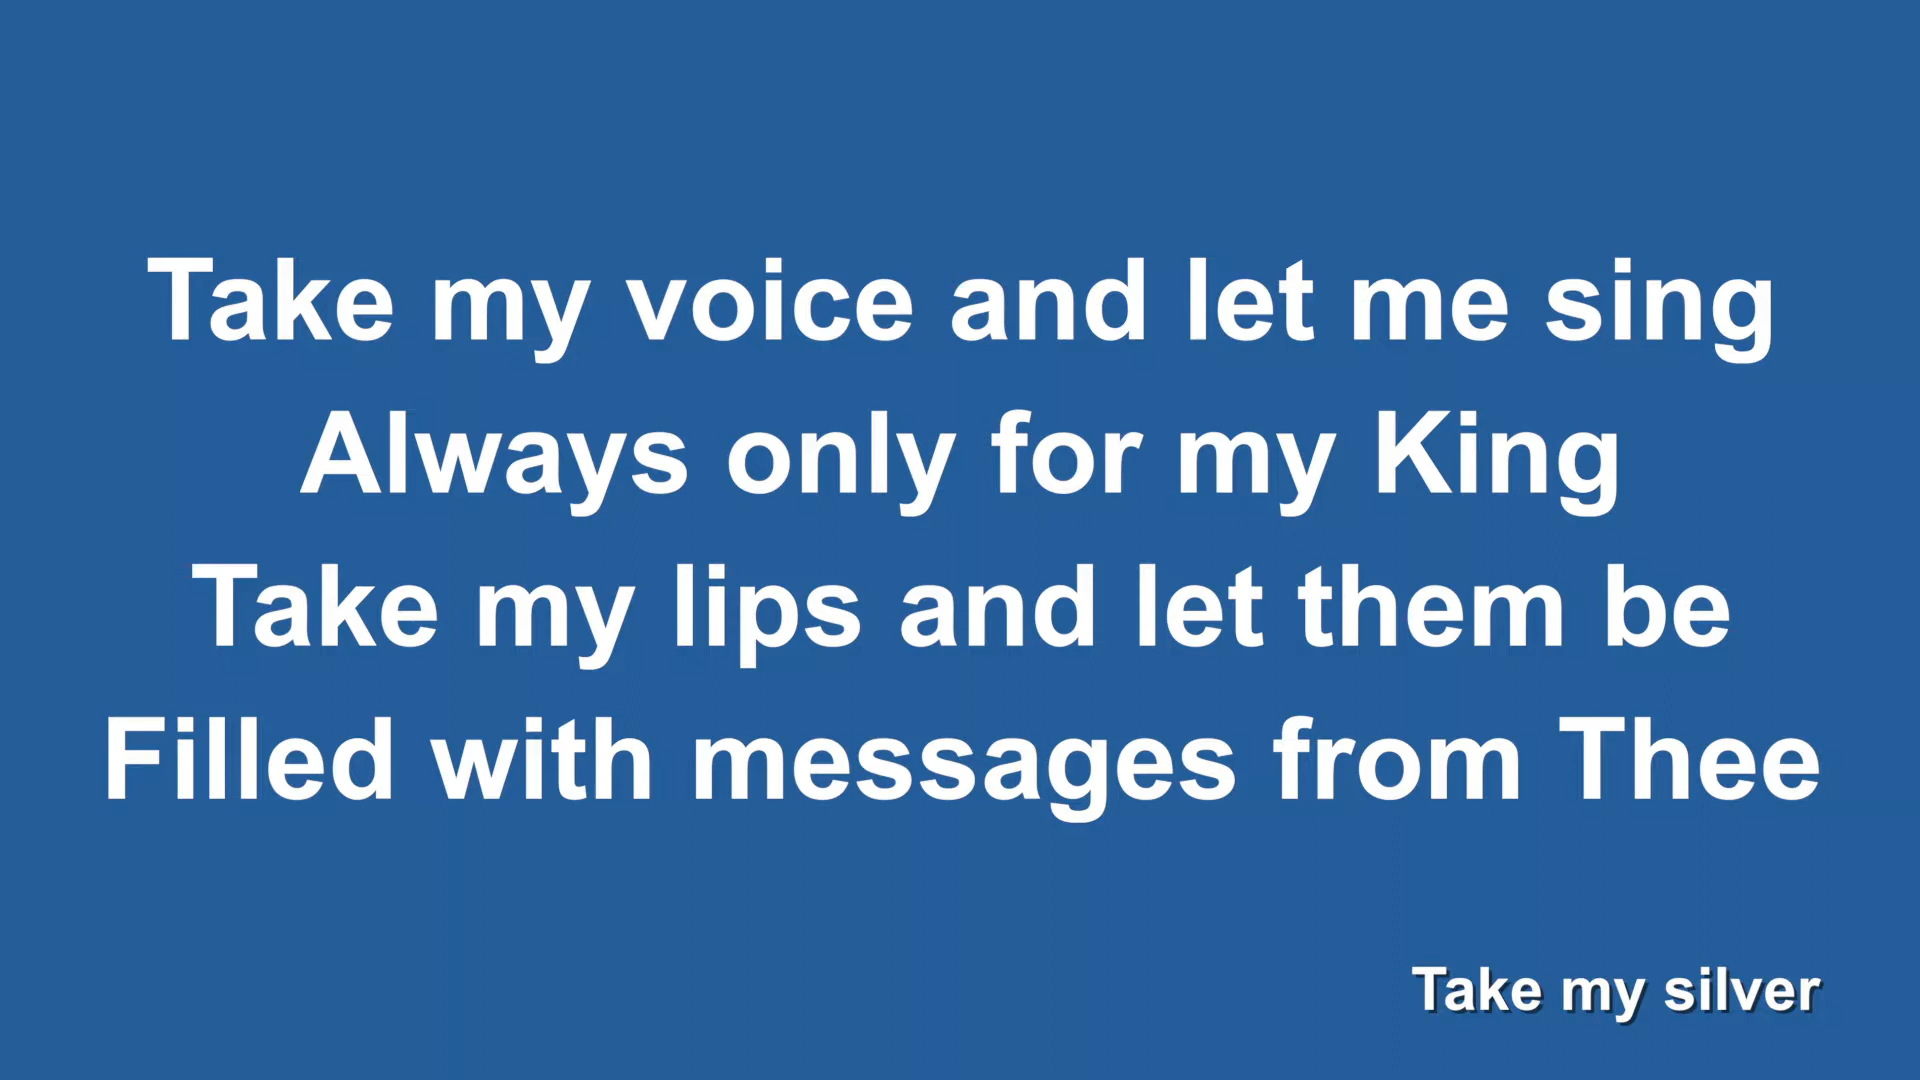 Take my voice and let me sing
Always only for my King
Take my lips and let them be
Filled with messages from Thee
Take my silver